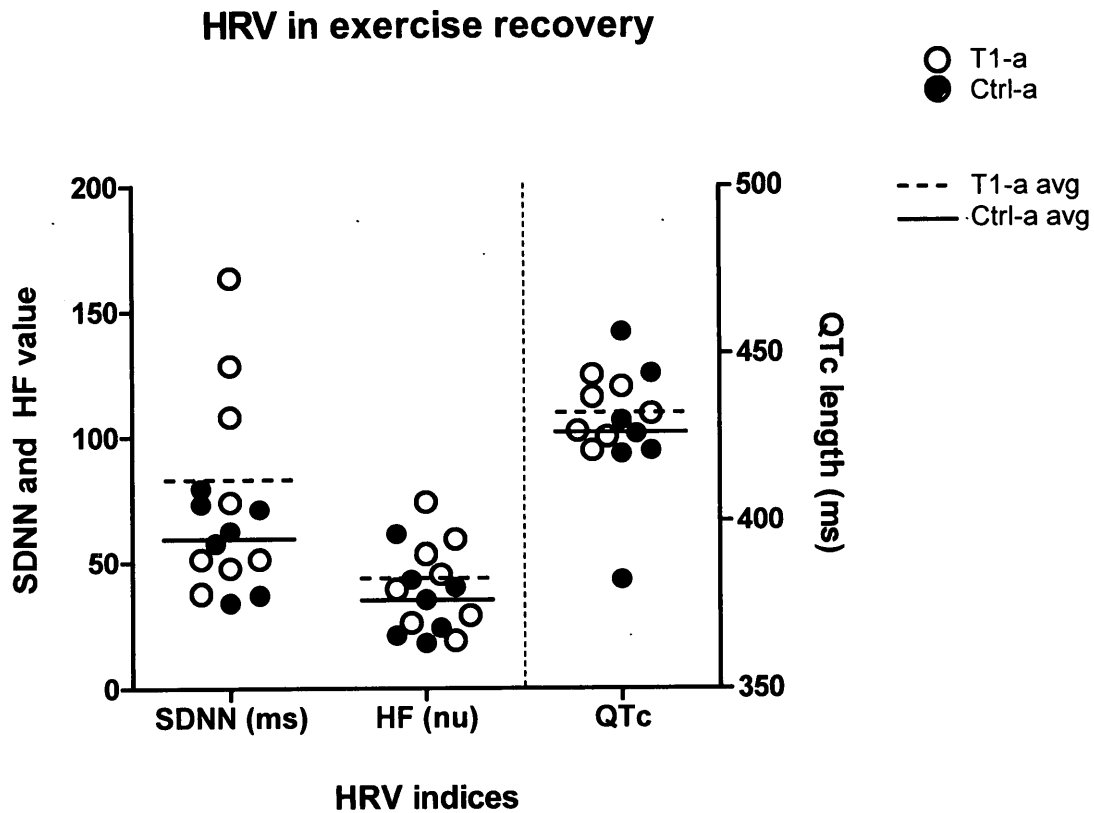 HRV in exercise recovery
T1-a
Ctrl-a
T1-a avg
Ctrl-a avg
200
150
100
50
0
SDNN and HF value
500
450
400
350
QTc length (ms)
SDNN (ms)
HF (nu)
QTc
HRV indices